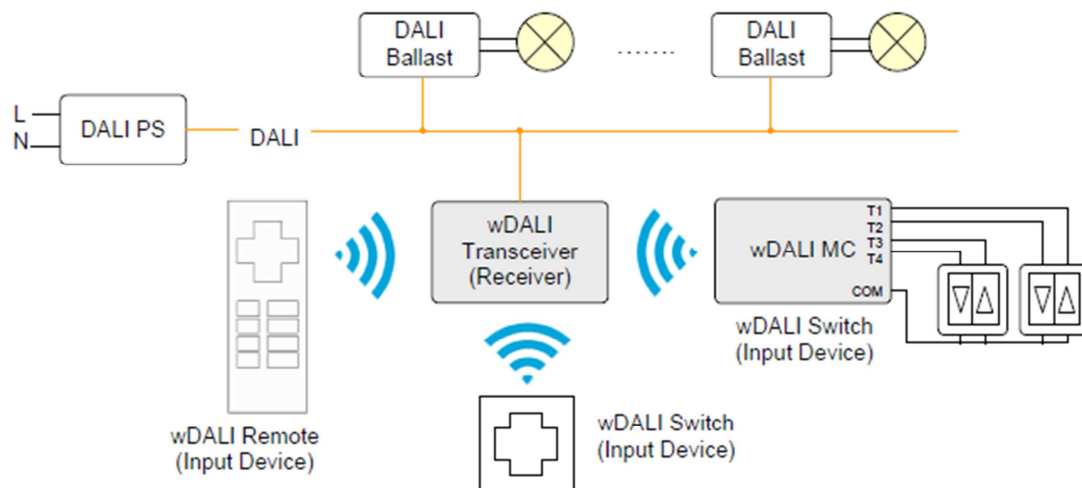 DALI
Ballast
........
DALI
Ballast
L
N
DALI PS
DALI
wDALI
Transceiver
(Receiver)
wDALI MC
T1
T2
T3
T4
COM
wDALI Switch
(Input Device)
wDALI Remote
(Input Device)
wDALI Switch
(Input Device)